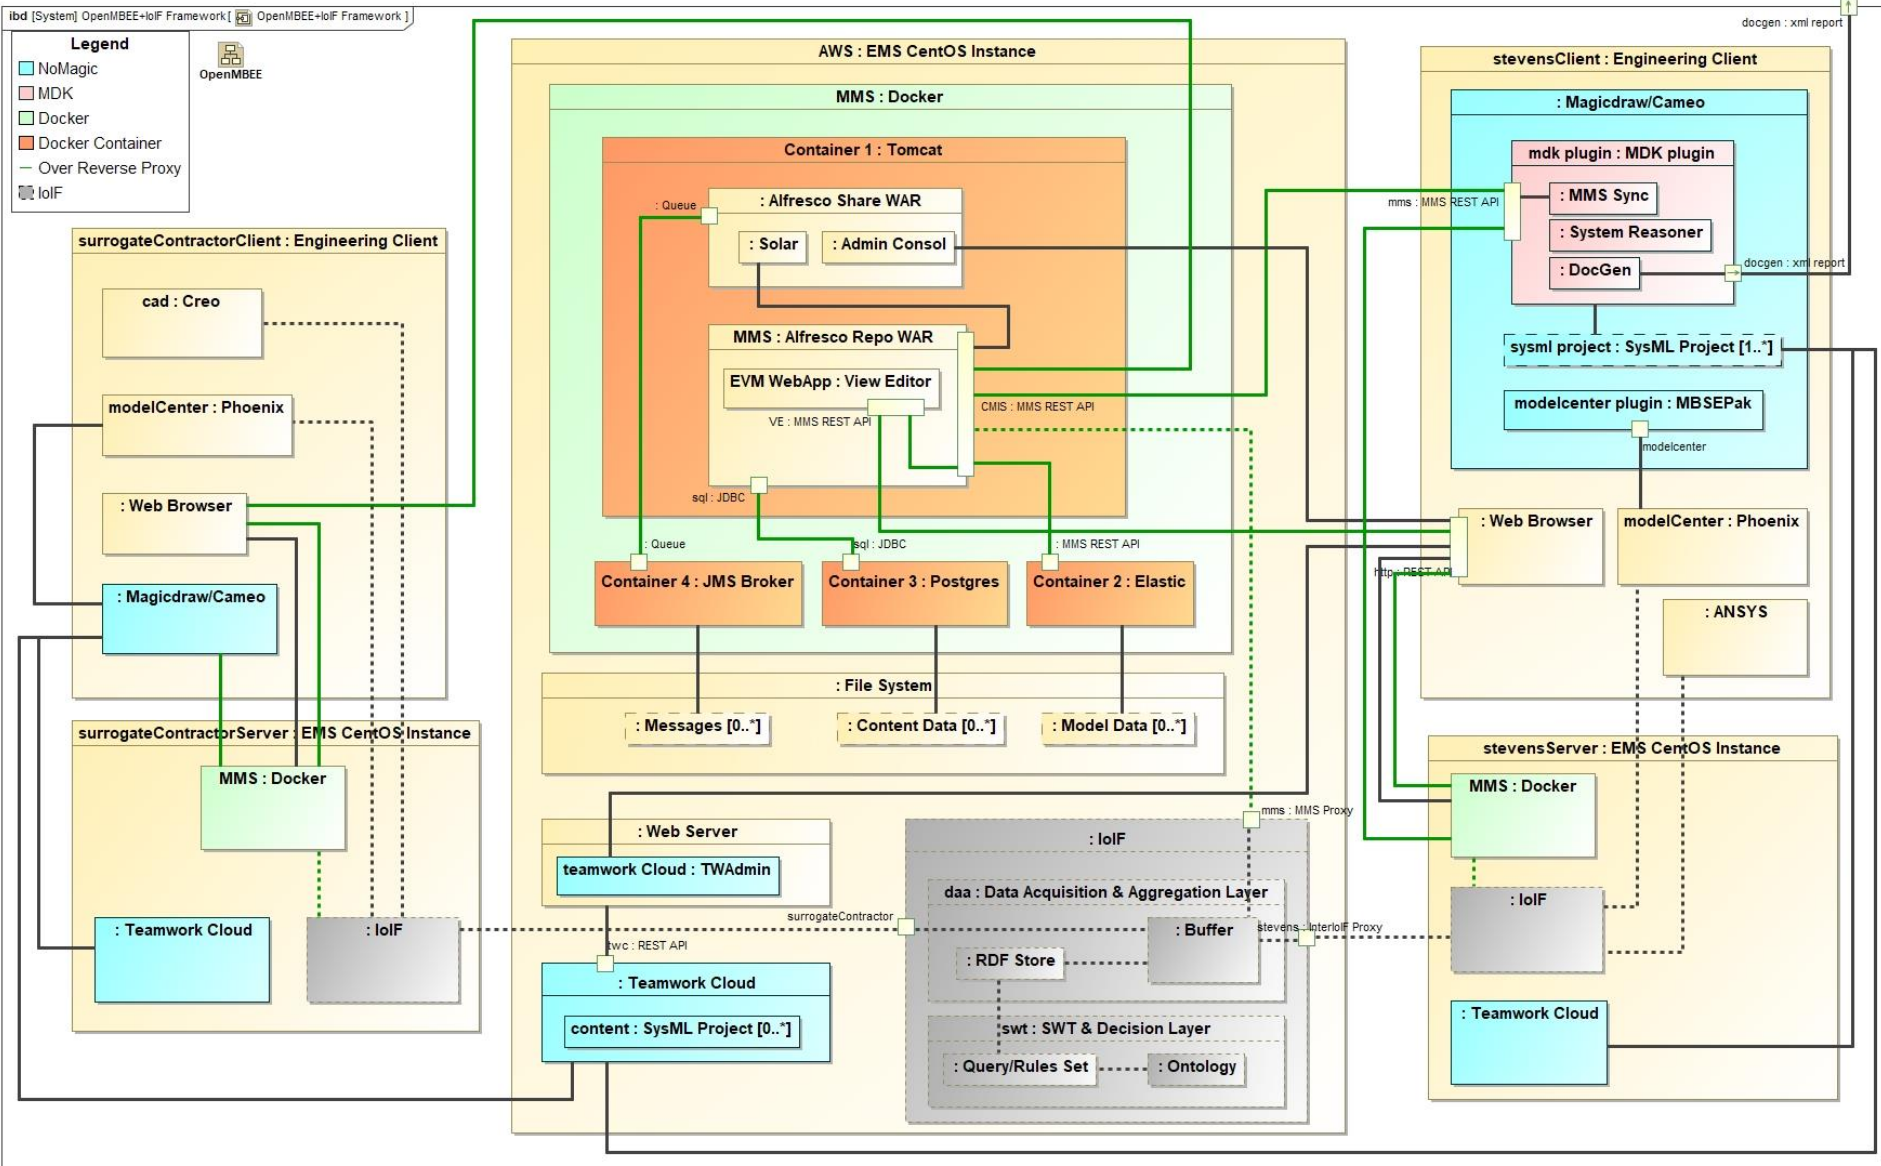 ibd [System] OpenMBEE+IoIF Framework[ OpenMBEE+IoIF Framework ]
Legend
NoMagic
MDK
Docker
Docker Container
Over Reverse Proxy
IoIF
OpenMBEE
docgen : xml report
surrogateContractorClient : Engineering Client
cad : Creo
modelCenter : Phoenix
: Web Browser
: Magicdraw/Cameo
surrogateContractorServer : EMS CentOS Instance
MMS : Docker
: Teamwork Cloud
: IoIF
AWS : EMS CentOS Instance
MMS : Docker
Container 1 : Tomcat
: Alfresco Share WAR
: Queue
: Solar
: Admin Consol
MMS : Alfresco Repo WAR
EVM WebApp : View Editor
CMIS : MMS REST API
VE : MMS REST API
sql : JDBC
: Queue
sql : JDBC
: MMS REST API
Container 4 : JMS Broker
Container 3 : Postgres
Container 2 : Elastic
: File System
: Messages [0..*]
: Content Data [0..*]
: Model Data [0..*]
: Web Server
teamwork Cloud : TWAdmin
twc : REST API
: Teamwork Cloud
content : SysML Project [0..*]
mms : MMS Proxy
: IoIF
daa : Data Acquisition & Aggregation Layer
surrogateContractor
: Buffer
stevens : InterIoIF Proxy
: RDF Store
swt : SWT & Decision Layer
: Query/Rules Set
: Ontology
stevensClient : Engineering Client
: Magicdraw/Cameo
mdk plugin : MDK plugin
mms : MMS REST API
: MMS Sync
: System Reasoner
: DocGen
docgen : xml report
sysml project : SysML Project [1..*]
modelcenter plugin : MBSEPak
modelcenter
: Web Browser
modelCenter : Phoenix
http : REST API
: ANSYS
stevensServer : EMS CentOS Instance
MMS : Docker
: IoIF
: Teamwork Cloud